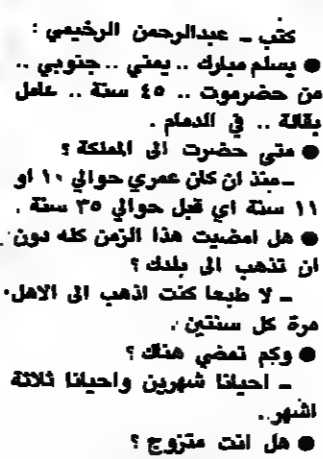 كتب ـ عبدالرحمن الرخيمي :
● يسلم مبارك .. يمني .. جنوبي ..
من حضرموت .. ٤٥ سنة .. عامل
بقالة .. في الدمام .
● متى حضرت الى المملكة ؟
ـ منذ ان كان عمري حوالي ١٠ او
١١ سنة اي قبل حوالي ٣٥ سنة .
● هل امضيت هذا الزمن كله دون
ان تذهب الى بلدك ؟
ـ لا طبعا كنت اذهب الى الاهل
مرة كل سنتين .
● وكم تمضي هناك ؟
ـ احيانا شهرين واحيانا ثلاثة
اشهر .
● هل انت متزوج ؟